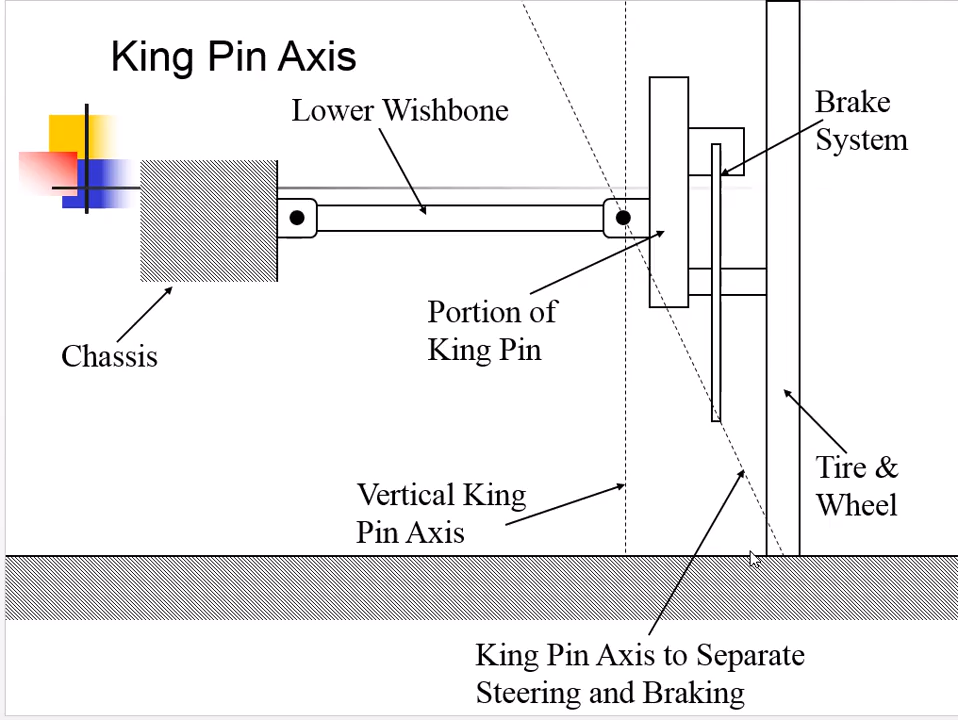 King Pin Axis
Lower Wishbone
Brake
System
Portion of
King Pin
Chassis
Tire &
Wheel
Vertical King
Pin Axis
King Pin Axis to Separate
Steering and Braking